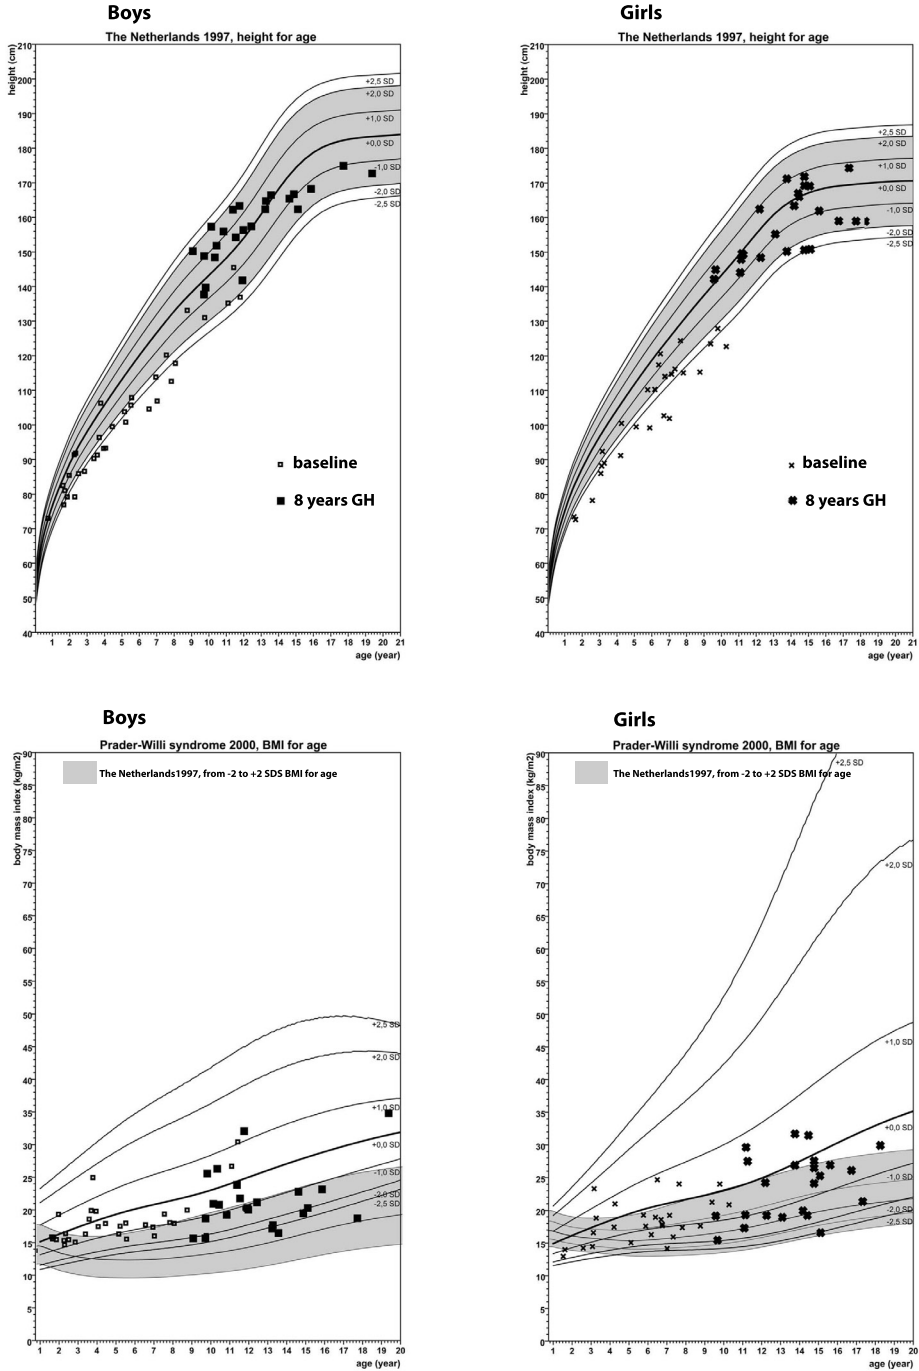 Boys
The Netherlands 1997, height for age
height (cm)
210
200
190
180
170
160
150
140
130
120
110
100
90
80
70
60
50
40
+2,5 SD
+2,0 SD
+1,0 SD
+0,0 SD
-1,0 SD
-2,0 SD
-2,5 SD
baseline
8 years GH
1 2 3 4 5 6 7 8 9 10 11 12 13 14 15 16 17 18 19 20 21
age (year)
Girls
The Netherlands 1997, height for age
height (cm)
210
200
190
180
170
160
150
140
130
120
110
100
90
80
70
60
50
40
+2,5 SD
+2,0 SD
+1,0 SD
+0,0 SD
-1,0 SD
-2,0 SD
-2,5 SD
baseline
8 years GH
1 2 3 4 5 6 7 8 9 10 11 12 13 14 15 16 17 18 19 20 21
age (year)
Boys
Prader-Willi syndrome 2000, BMI for age
body mass index (kg/m2)
The Netherlands1997, from -2 to +2 SDS BMI for age
90
85
80
75
70
65
60
55
50
45
40
35
30
25
20
15
10
5
0
+2,5 SD
+2,0 SD
+1,0 SD
+0,0 SD
-1,0 SD
-2,0 SD
-2,5 SD
1 2 3 4 5 6 7 8 9 10 11 12 13 14 15 16 17 18 19 20
age (year)
Girls
Prader-Willi syndrome 2000, BMI for age
body mass index (kg/m2)
+2,5 SD
The Netherlands1997, from -2 to +2 SDS BMI for age
90
85
80
75
70
65
60
55
50
45
40
35
30
25
20
15
10
5
0
+2,0 SD
+1,0 SD
+0,0 SD
-1,0 SD
-2,0 SD
-2,5 SD
1 2 3 4 5 6 7 8 9 10 11 12 13 14 15 16 17 18 19 20
age (year)